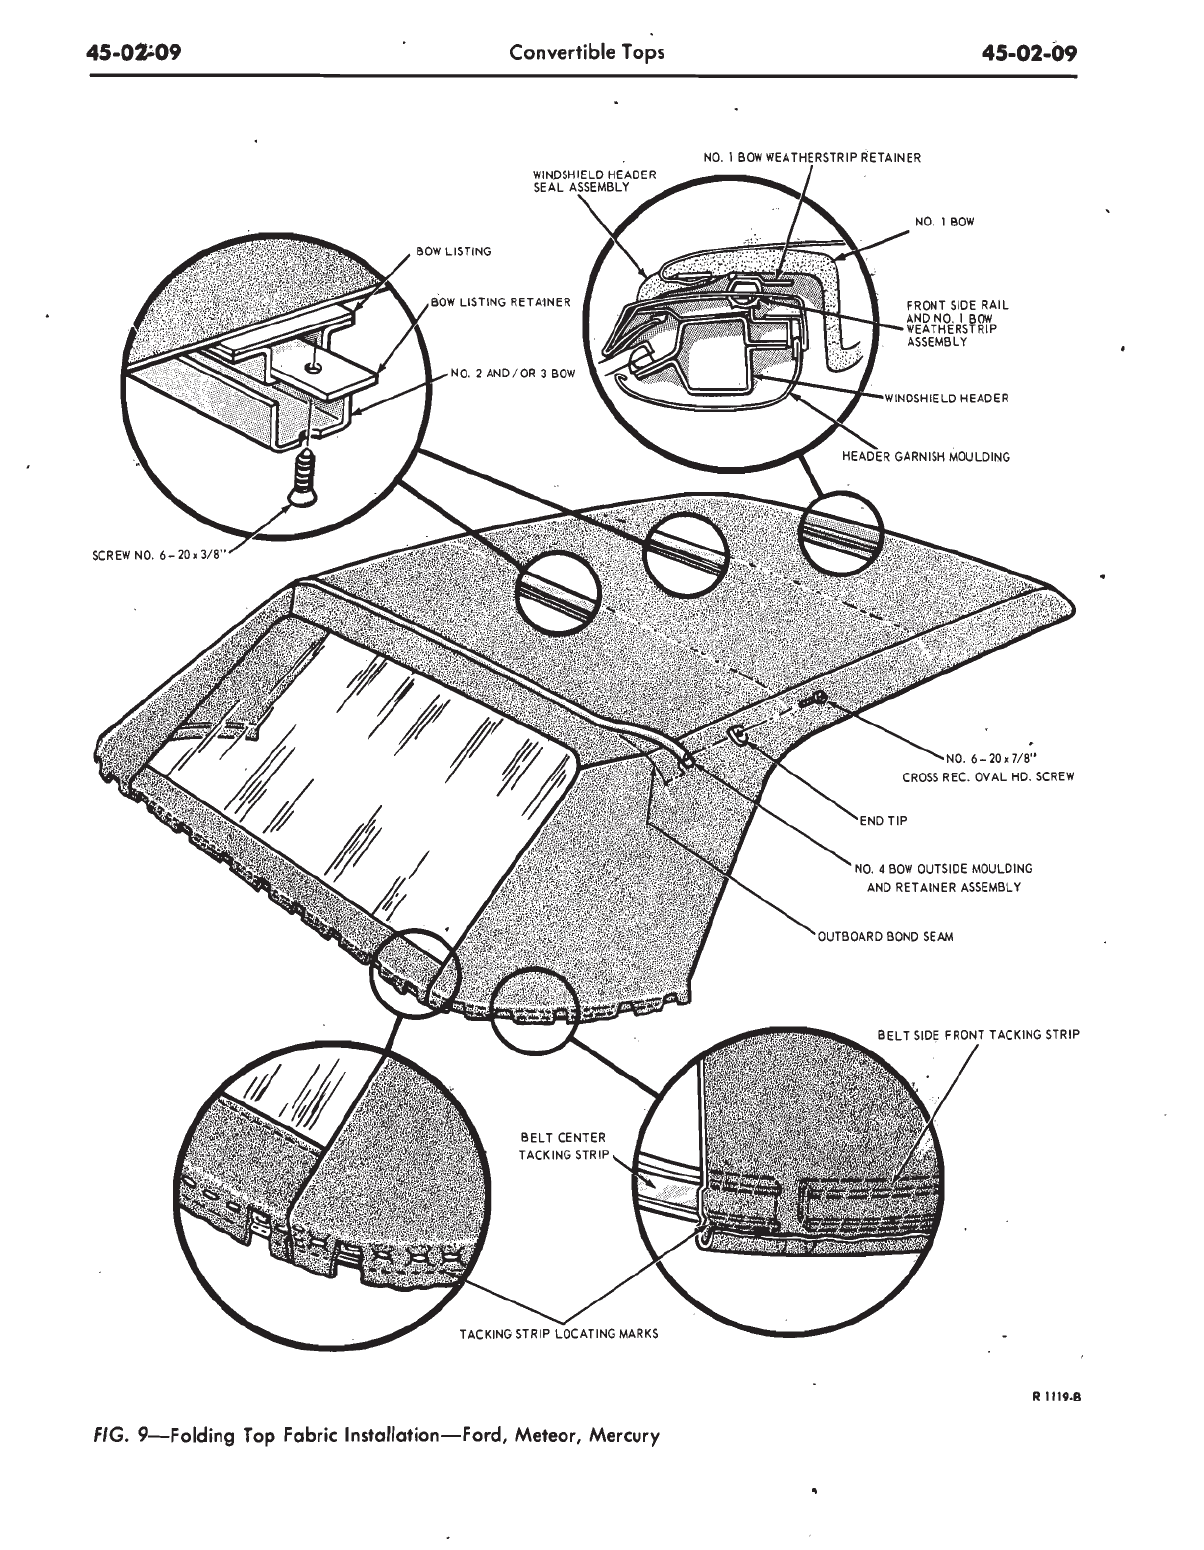 45-02-09 Convertible Tops 45-02-09
NO. 1 BOW WEATHERSTRIP RETAINER
WINDSHIELD HEADER
SEAL ASSEMBLY
NO. 1 BOW
BOW LISTING
BOW LISTING RETAINER
FRONT SIDE RAIL
AND NO. 1 BOW
WEATHERSTRIP
ASSEMBLY
NO. 2 AND/OR 3 BOW
WINDSHIELD HEADER
HEADER GARNISH MOULDING
SCREW NO. 6-20x3/8"
NO. 6-20x7/8"
CROSS REC. OVAL HD. SCREW
END TIP
NO. 4 BOW OUTSIDE MOULDING
AND RETAINER ASSEMBLY
OUTBOARD BOND SEAM
BELT SIDE FRONT TACKING STRIP
BELT CENTER
TACKING STRIP
TACKING STRIP LOCATING MARKS
R 1119-B
FIG. 9—Folding Top Fabric Installation—Ford, Meteor, Mercury